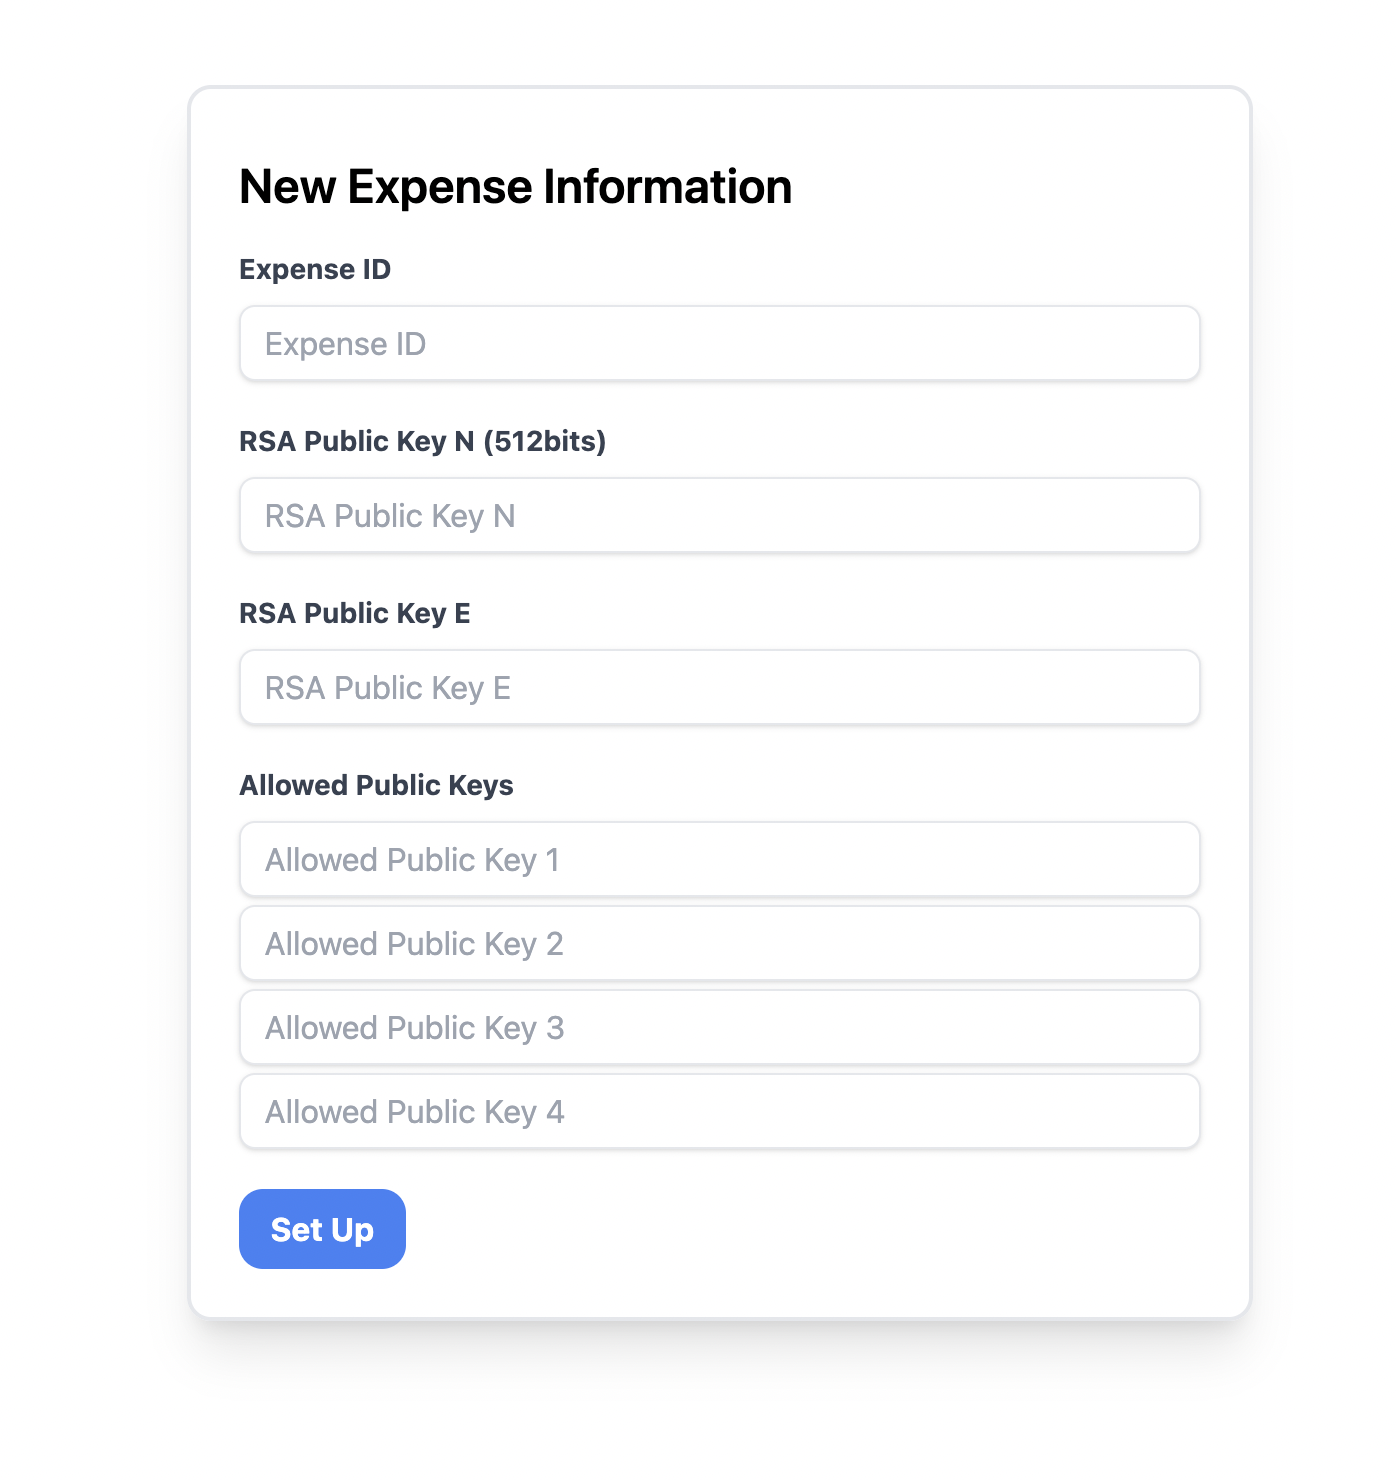 New Expense Information
Expense ID
Expense ID
RSA Public Key N (512bits)
RSA Public Key N
RSA Public Key E
RSA Public Key E
Allowed Public Keys
Allowed Public Key 1
Allowed Public Key 2
Allowed Public Key 3
Allowed Public Key 4
Set Up